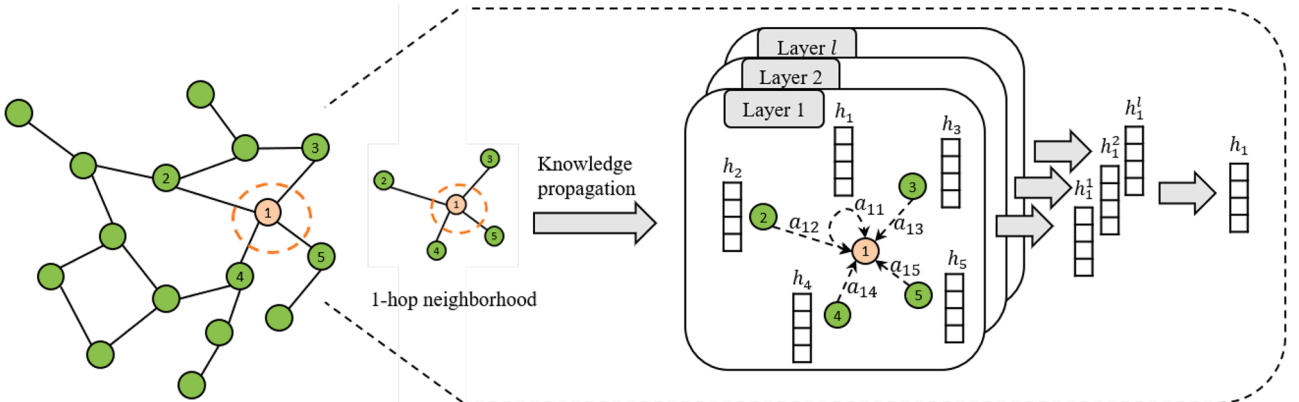 3
2
1
5
4
3
2
1
5
4
1-hop neighborhood
Knowledge
propagation
Layer l
Layer 2
Layer 1
h₁
h₃
h₂
3
2
a₁₁
a₁₂
a₁₃
1
a₁₅
h₅
h₄
a₁₄
5
4
h₁ˡ
h₁²
h₁¹
h₁